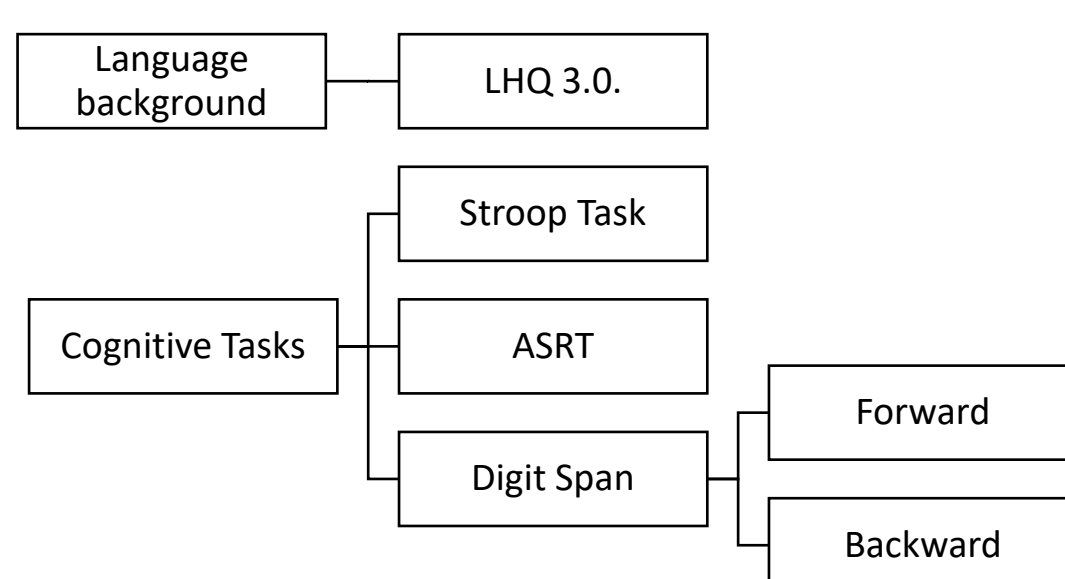 Language
background
LHQ 3.0.
Stroop Task
Cognitive Tasks
ASRT
Digit Span
Forward
Backward